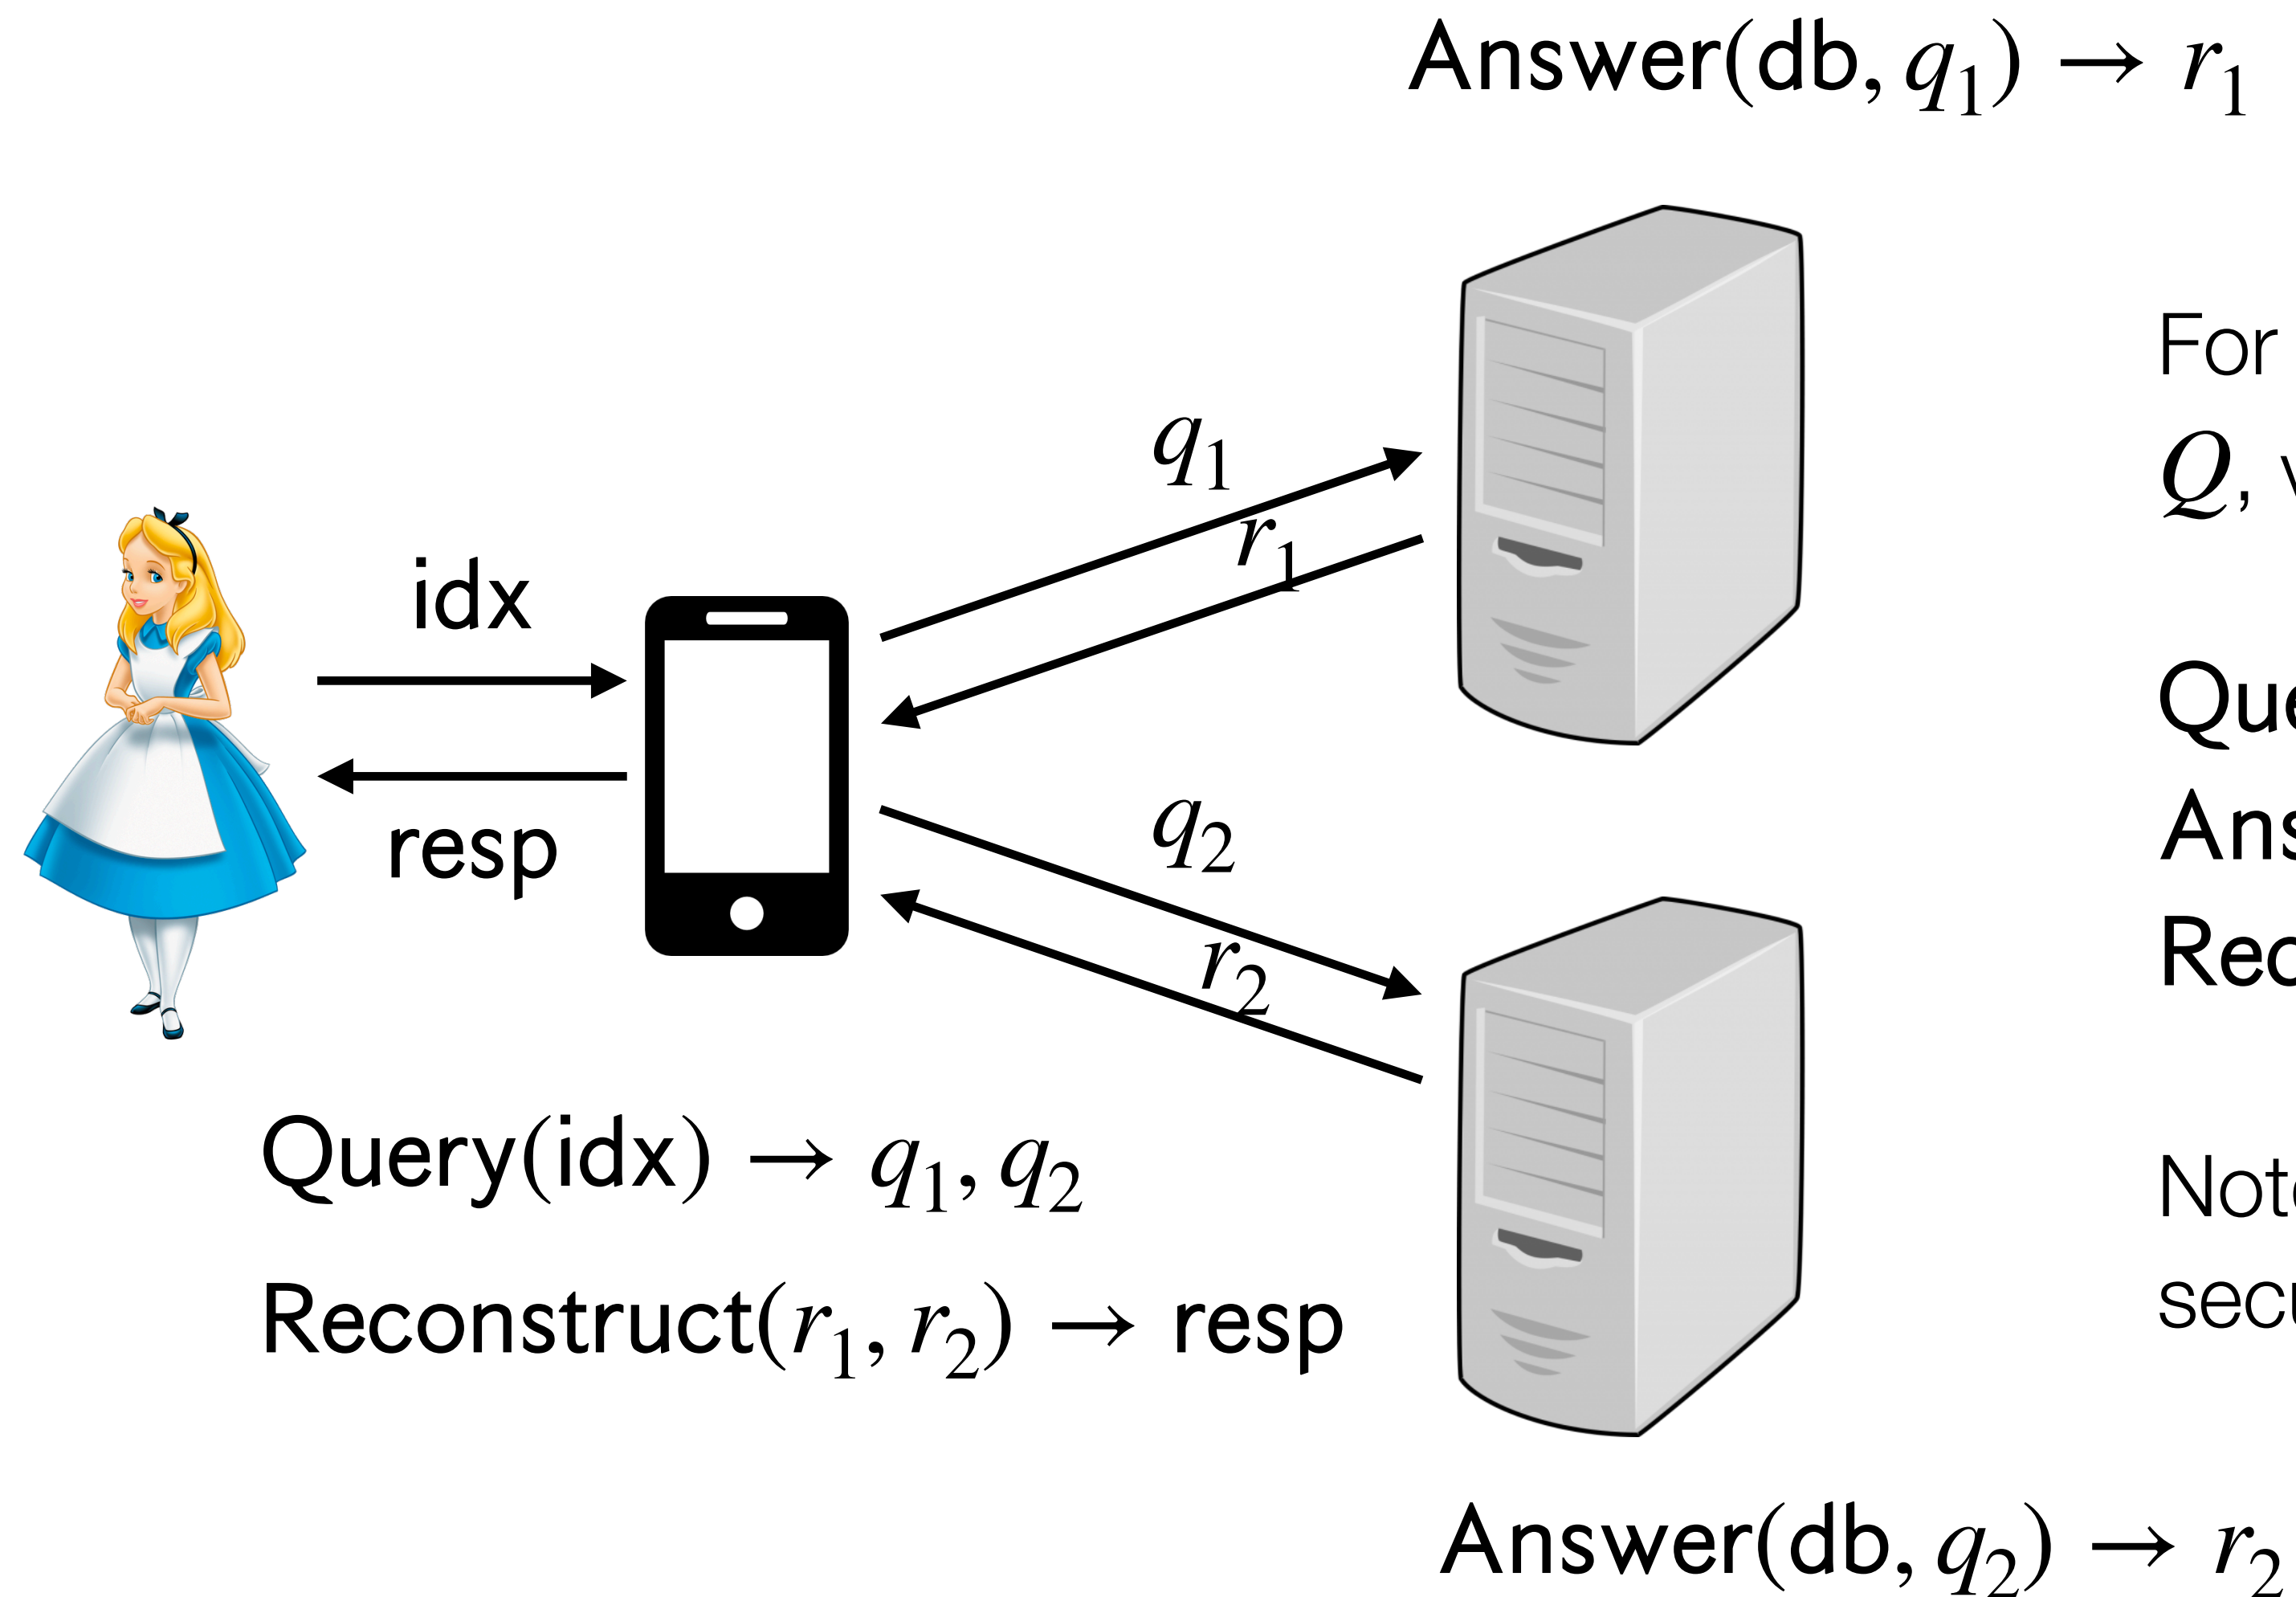 Answer(db, q₁) → r₁
q₁
r₁
idx
resp
q₂
r₂
Query(idx) → q₁, q₂
Reconstruct(r₁, r₂) → resp
Answer(db, q₂) → r₂
For
Q,